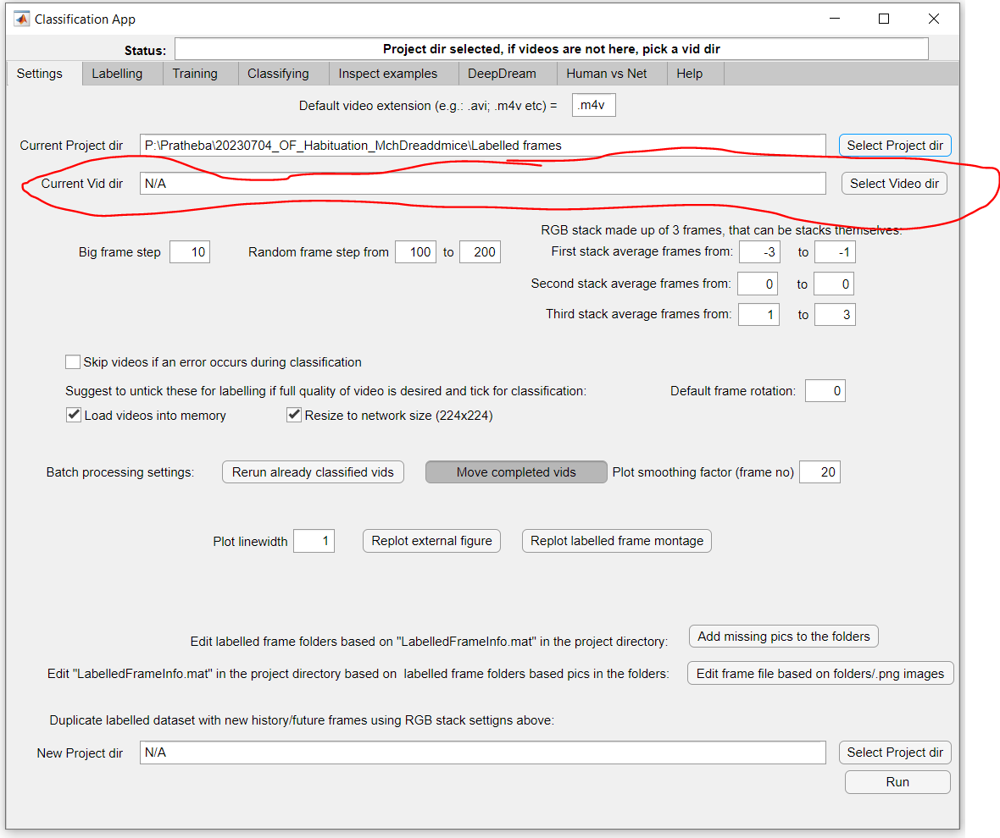 Classification App
Status: Project dir selected, if videos are not here, pick a vid dir
Settings Labelling Training Classifying Inspect examples DeepDream Human vs Net Help
Default video extension (e.g.: .avi; .m4v etc) = .m4v
Current Project dir P:\Pratheba\20230704_OF_Habituation_MchDreaddmice\Labelled frames Select Project dir
Current Vid dir N/A Select Video dir
RGB stack made up of 3 frames, that can be stacks themselves:
Big frame step 10 Random frame step from 100 to 200 First stack average frames from: -3 to -1
Second stack average frames from: 0 to 0
Third stack average frames from: 1 to 3
Skip videos if an error occurs during classification
Suggest to untick these for labelling if full quality of video is desired and tick for classification: Default frame rotation: 0
Load videos into memory Resize to network size (224x224)
Batch processing settings: Rerun already classified vids Move completed vids Plot smoothing factor (frame no) 20
Plot linewidth 1 Replot external figure Replot labelled frame montage
Edit labelled frame folders based on "LabelledFrameInfo.mat" in the project directory: Add missing pics to the folders
Edit "LabelledFrameInfo.mat" in the project directory based on labelled frame folders based pics in the folders: Edit frame file based on folders/.png images
Duplicate labelled dataset with new history/future frames using RGB stack settigns above:
New Project dir N/A Select Project dir
Run